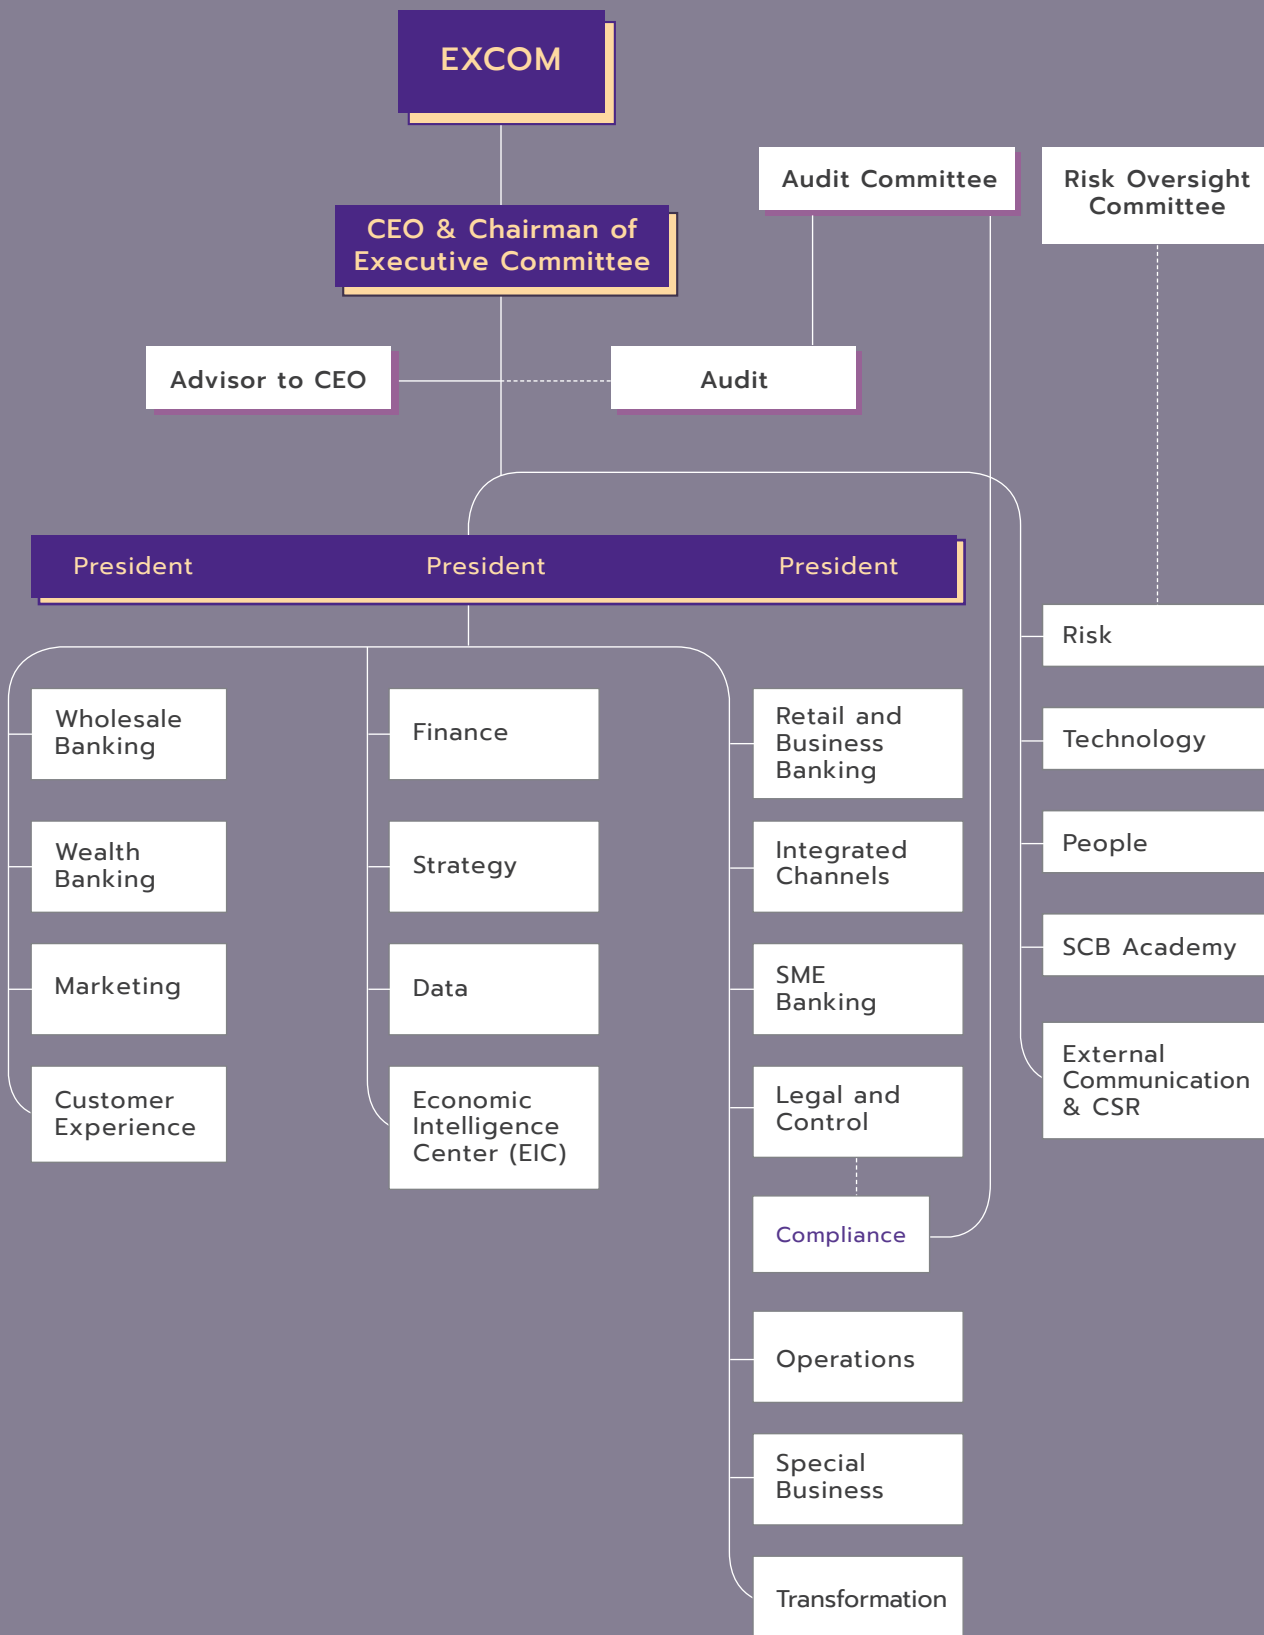 EXCOM
Audit Committee
Risk Oversight
Committee
CEO & Chairman of
Executive Committee
Advisor to CEO
Audit
President
President
President
Wholesale
Banking
Wealth
Banking
Marketing
Customer
Experience
Finance
Strategy
Data
Economic
Intelligence
Center (EIC)
Retail and
Business
Banking
Integrated
Channels
SME
Banking
Legal and
Control
Compliance
Operations
Special
Business
Transformation
Risk
Technology
People
SCB Academy
External
Communication
& CSR